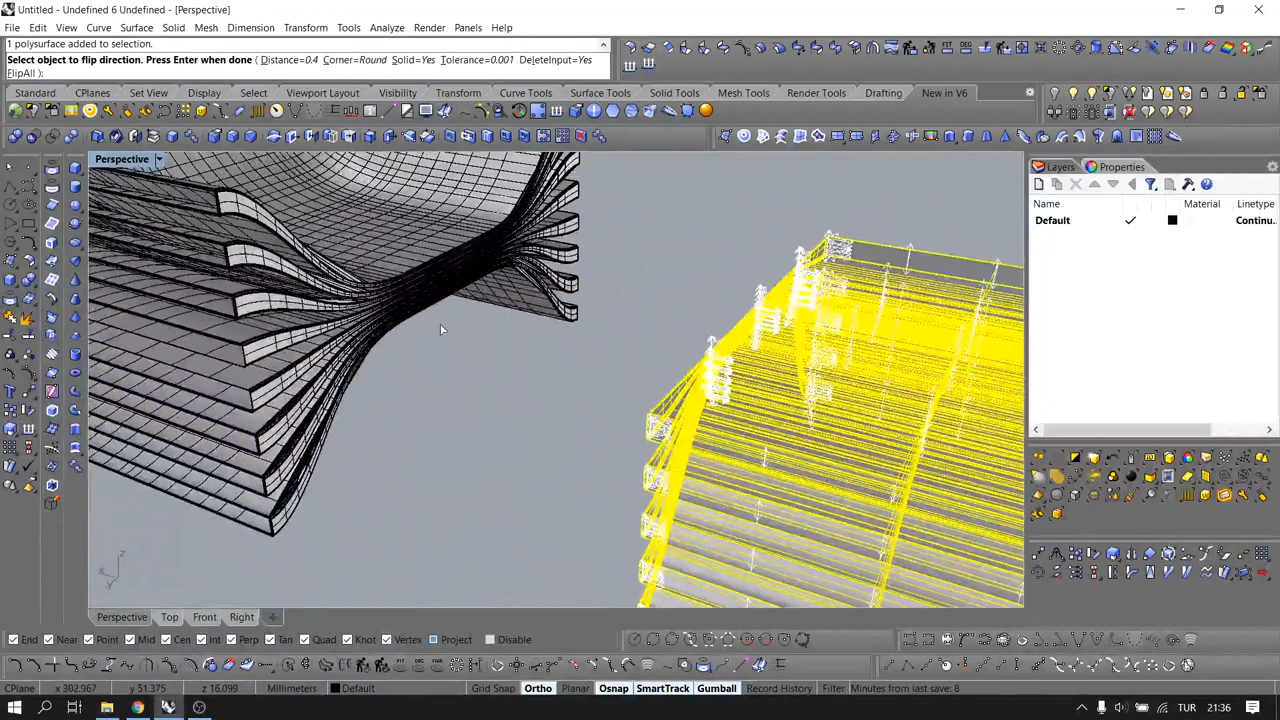 Untitled - Undefined 6 Undefined - [Perspective]
File Edit View Curve Surface Solid Mesh Dimension Transform Tools Analyze Render Panels Help
1 polysurface added to selection.
Select object to flip direction. Press Enter when done ( Distance=0.4 Corner=Round Solid=Yes Tolerance=0.001 DeleteInput=Yes
FlipAll ):
Standard CPlanes Set View Display Select Viewport Layout Visibility Transform Curve Tools Surface Tools Solid Tools Mesh Tools Render Tools Drafting New in V6
Perspective
Layers Properties
Name Material Linetype
Default Continu...
z
x
y
Perspective Top Front Right
End Near Point Mid Cen Int Perp Tan Quad Knot Vertex Project Disable
CPlane x 302.967 y 51.375 z 16.099 Millimeters Default Grid Snap Ortho Planar Osnap SmartTrack Gumball Record History Filter Minutes from last save: 8
TUR 21:36